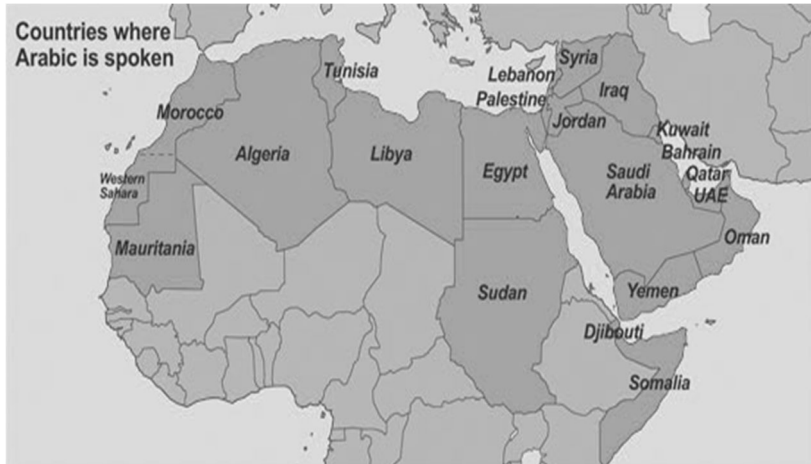 Countries where
Arabic is spoken
Tunisia
Lebanon
Syria
Palestine
Iraq
Morocco
Jordan
Kuwait
Algeria
Libya
Egypt
Bahrain
Saudi
Arabia
Qatar
UAE
Western
Sahara
Mauritania
Oman
Sudan
Yemen
Djibouti
Somalia